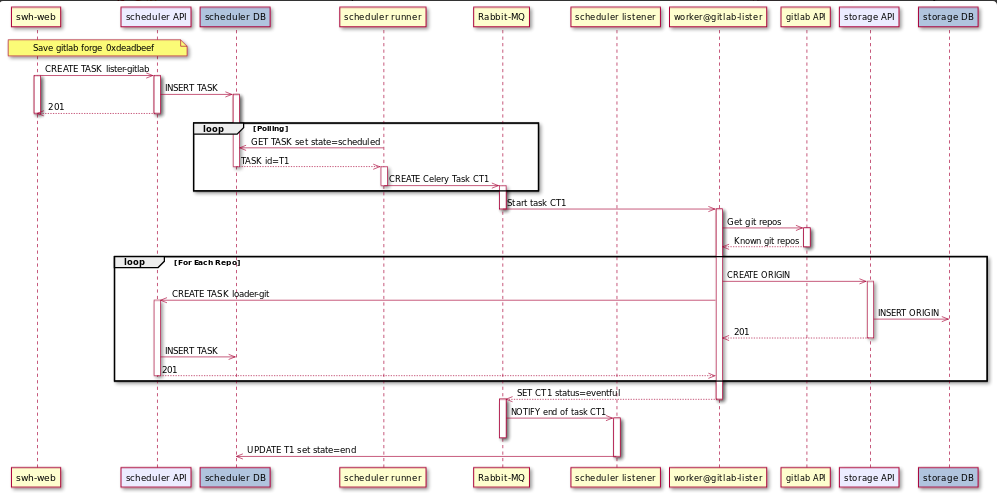 swh-web scheduler API scheduler DB scheduler runner Rabbit-MQ scheduler listener worker@gitlab-lister gitlab API storage API storage DB
Save gitlab forge 0xdeadbeef
CREATE TASK lister-gitlab
INSERT TASK
201
loop [Polling]
GET TASK set state=scheduled
TASK id=T1
CREATE Celery Task CT1
Start task CT1
Get git repos
Known git repos
loop [For Each Repo]
CREATE ORIGIN
CREATE TASK loader-git
INSERT ORIGIN
201
INSERT TASK
201
SET CT1 status=eventful
NOTIFY end of task CT1
UPDATE T1 set state=end
swh-web scheduler API scheduler DB scheduler runner Rabbit-MQ scheduler listener worker@gitlab-lister gitlab API storage API storage DB